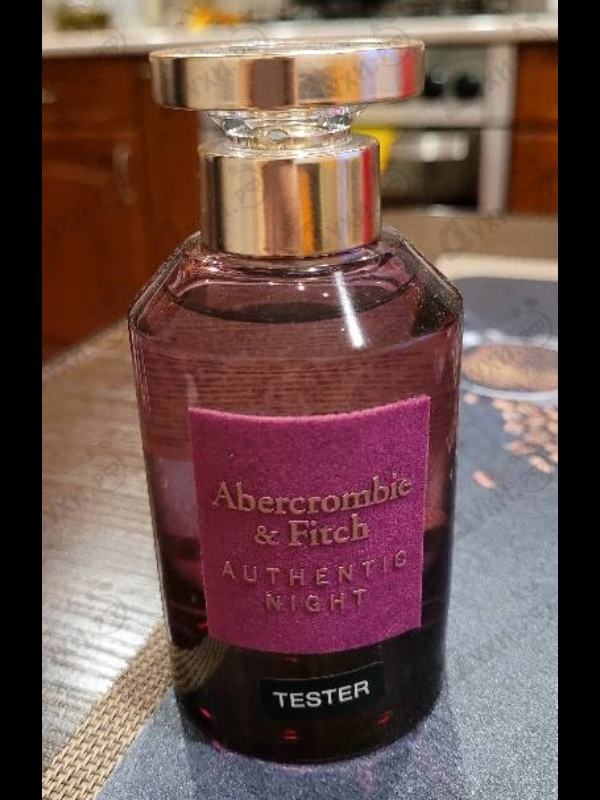 Abercrombie
& Fitch
AUTHENTIC
NIGHT
TESTER